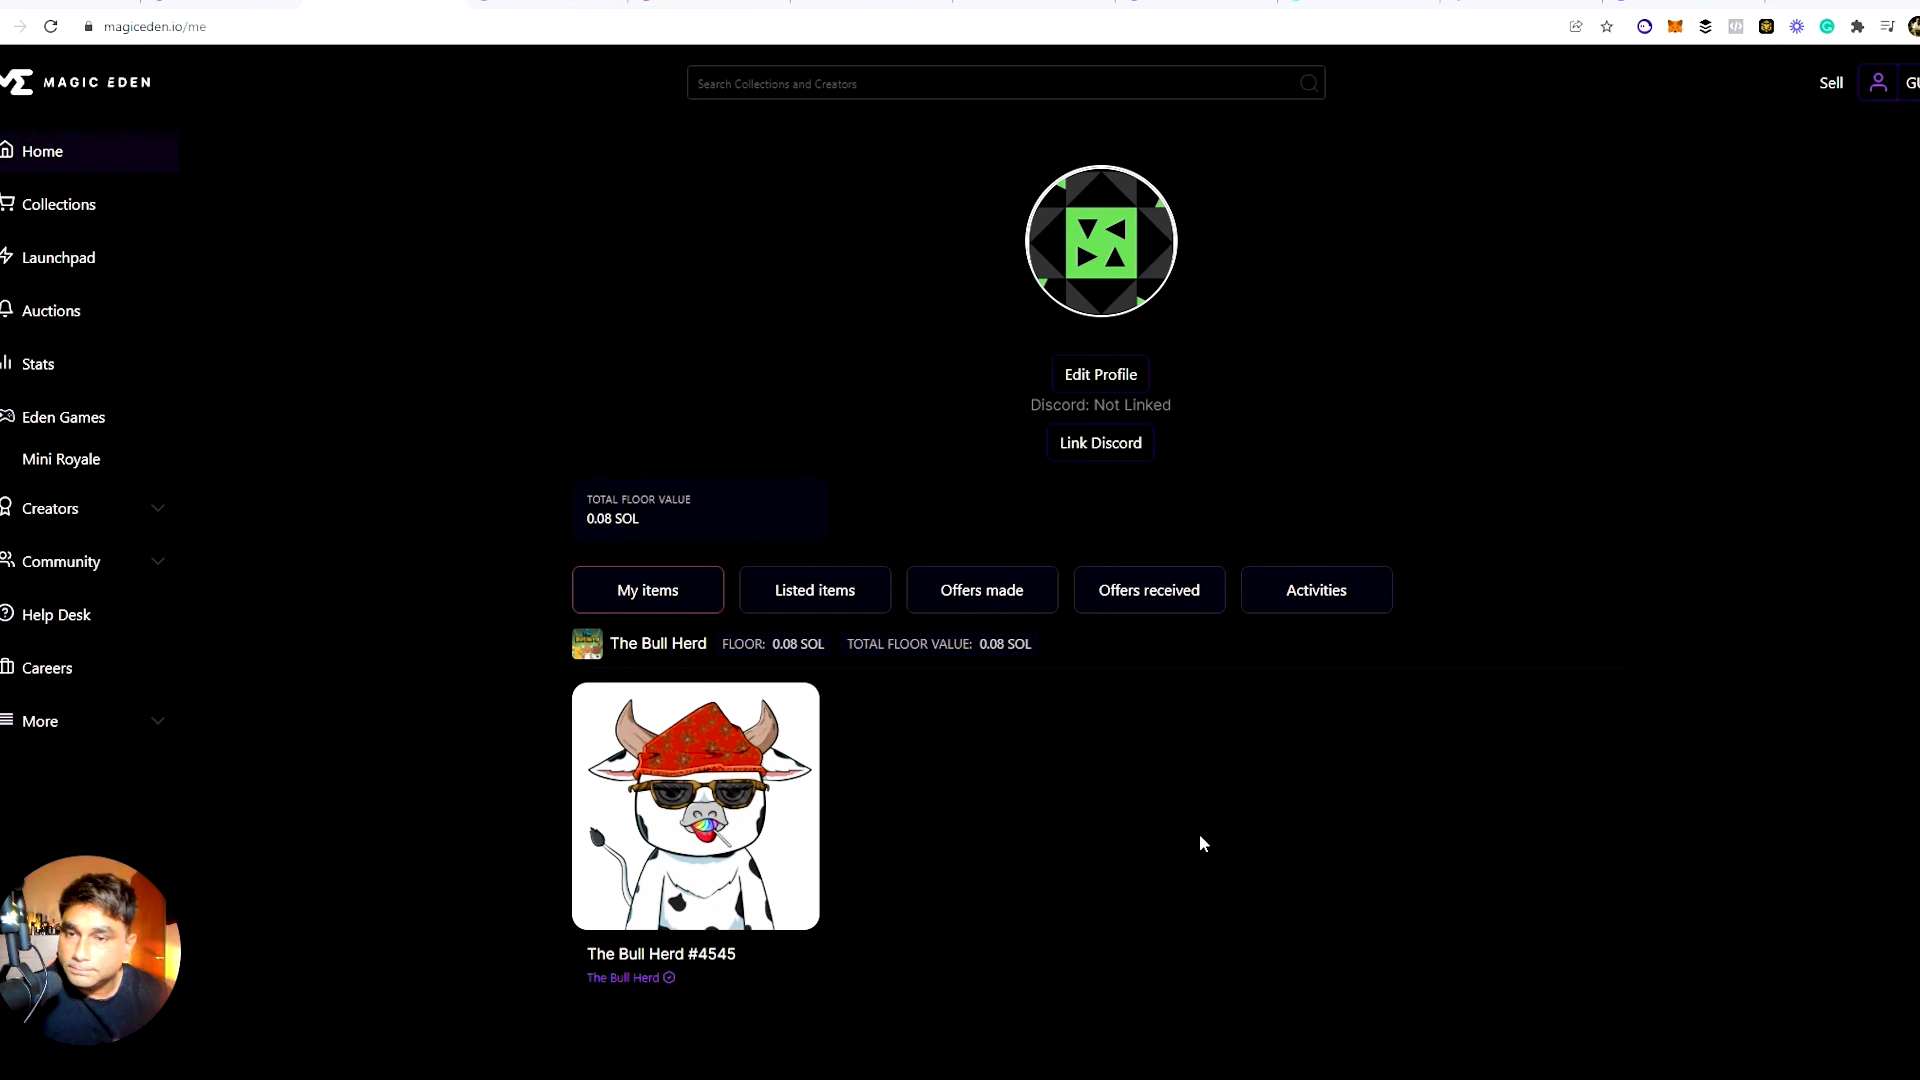 magiceden.io/me
MAGIC EDEN
Search Collections and Creators
Sell
Home
Collections
Launchpad
Auctions
Stats
Eden Games
Mini Royale
Creators
Community
Help Desk
Careers
More
Edit Profile
Discord: Not Linked
Link Discord
TOTAL FLOOR VALUE
0.08 SOL
My items
Listed items
Offers made
Offers received
Activities
The Bull Herd FLOOR: 0.08 SOL TOTAL FLOOR VALUE: 0.08 SOL
The Bull Herd #4545
The Bull Herd